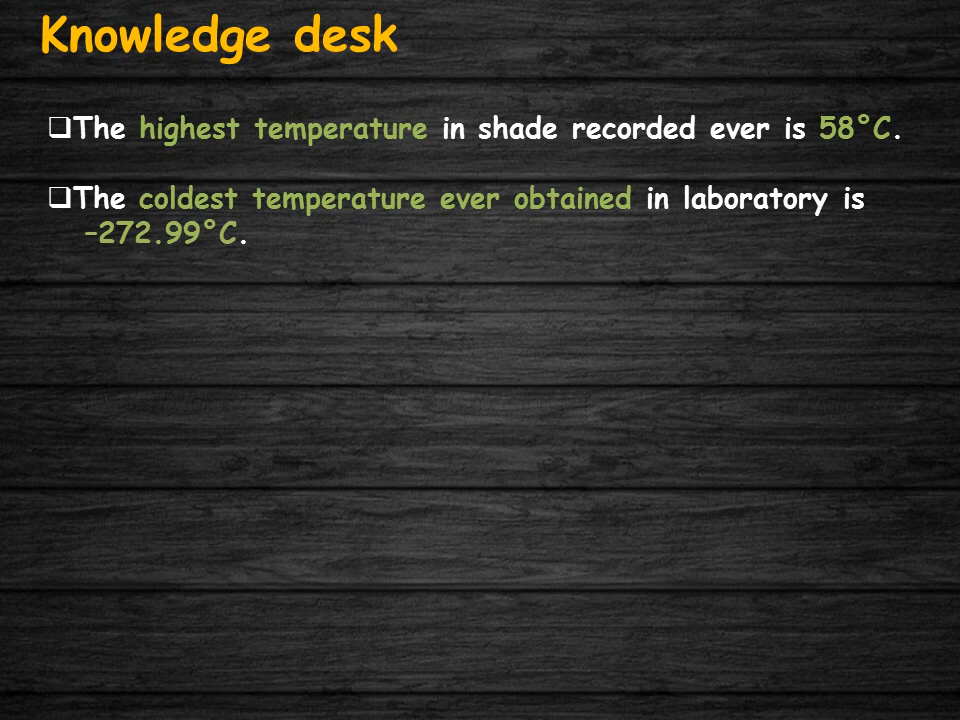 Knowledge desk
❑The highest temperature in shade recorded ever is 58°C.
❑The coldest temperature ever obtained in laboratory is
–272.99°C.